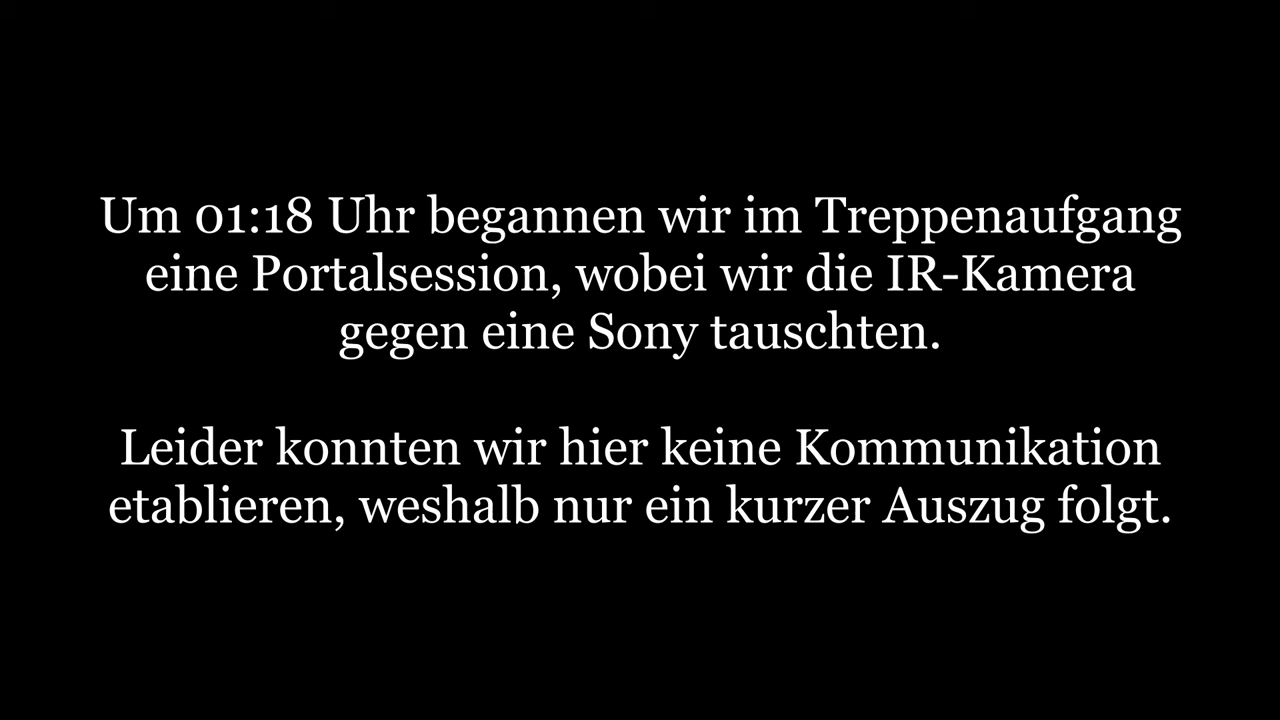 Um 01:18 Uhr begannen wir im Treppenaufgang
eine Portalsession, wobei wir die IR-Kamera
gegen eine Sony tauschten.
Leider konnten wir hier keine Kommunikation
etablieren, weshalb nur ein kurzer Auszug folgt.